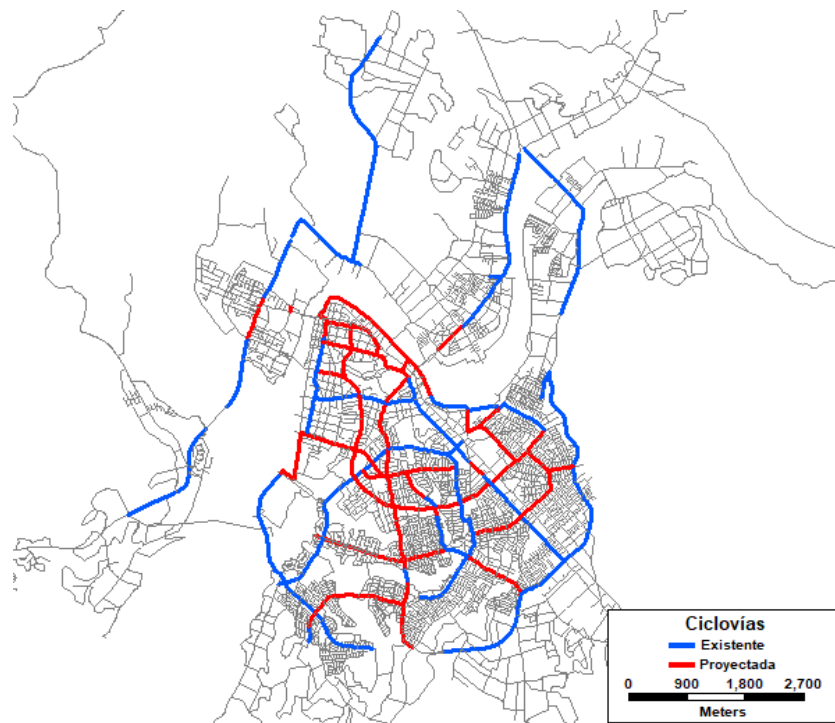 Ciclovías
Existente
Proyectada
0 900 1,800 2,700
Meters